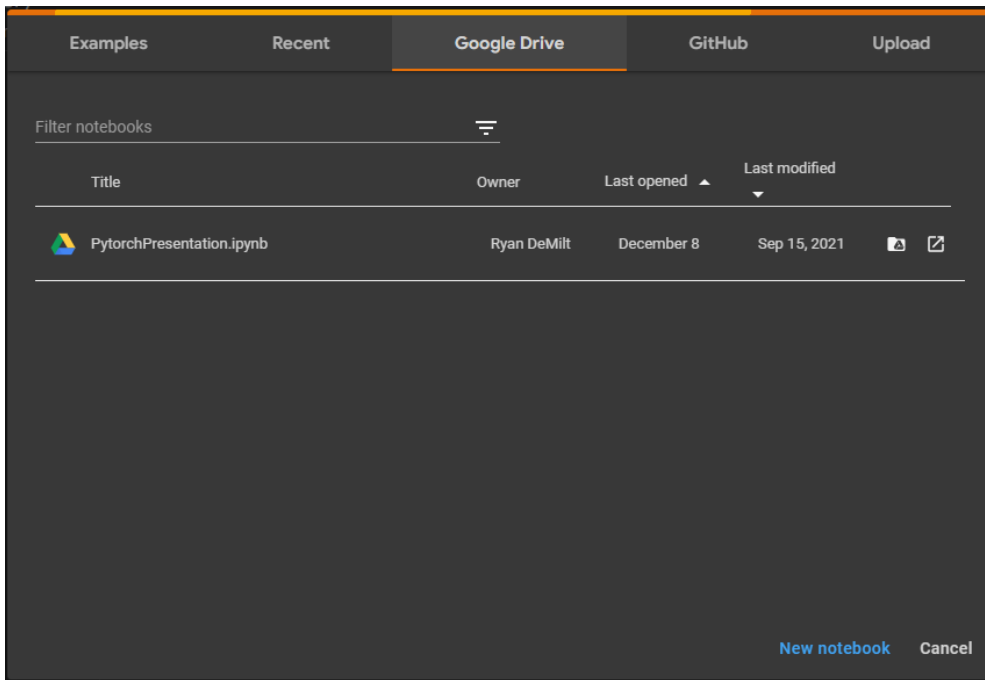 Examples Recent Google Drive GitHub Upload
Filter notebooks
Title Owner Last opened Last modified
PytorchPresentation.ipynb Ryan DeMilt December 8 Sep 15, 2021
New notebook Cancel